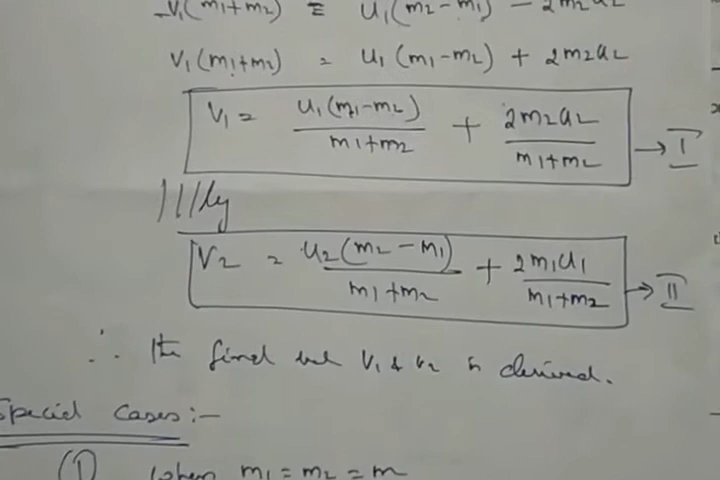 -V₁(m₁+m₂) = u₁(m₂-m₁) - 2m₂u₂
V₁(m₁+m₂) = u₁(m₁-m₂) + 2m₂u₂
V₁ = u₁(m₁-m₂)/m₁+m₂ + 2m₂u₂/m₁+m₂ → I
|||ly
V₂ = u₂(m₂-m₁)/m₁+m₂ + 2m₁u₁/m₁+m₂ → II
∴ the final vel V₁ & v₂ is derived.
Special cases:-
(1) when m₁=m₂=m